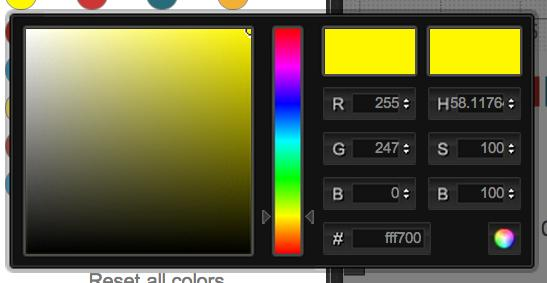 R 255 H 58.1176
G 247 S 100
B 0 B 100
# fff700
Reset all colors